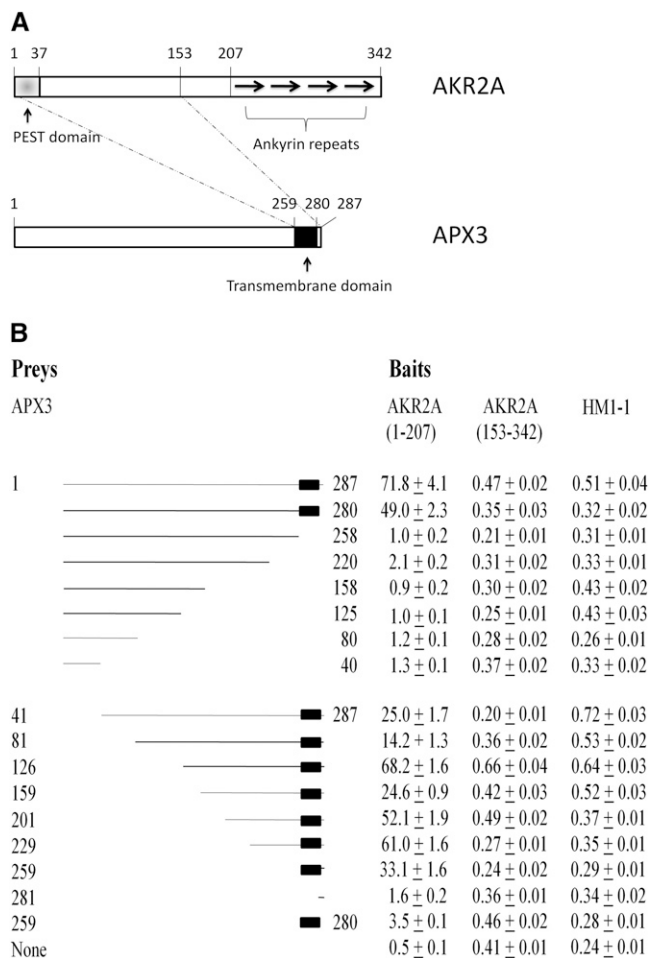 A
1 37 153 207 342
AKR2A
PEST domain
Ankyrin repeats
1 259 280 287
APX3
Transmembrane domain
B
Preys Baits
APX3 AKR2A AKR2A HM1-1
(1-207) (153-342)
1 287 71.8 ± 4.1 0.47 ± 0.02 0.51 ± 0.04
280 49.0 ± 2.3 0.35 ± 0.03 0.32 ± 0.02
258 1.0 ± 0.2 0.21 ± 0.01 0.31 ± 0.01
220 2.1 ± 0.2 0.31 ± 0.02 0.33 ± 0.01
158 0.9 ± 0.2 0.30 ± 0.02 0.43 ± 0.02
125 1.0 ± 0.1 0.25 ± 0.01 0.43 ± 0.03
80 1.2 ± 0.1 0.28 ± 0.02 0.26 ± 0.01
40 1.3 ± 0.1 0.37 ± 0.02 0.33 ± 0.02
41 287 25.0 ± 1.7 0.20 ± 0.01 0.72 ± 0.03
81 14.2 ± 1.3 0.36 ± 0.02 0.53 ± 0.02
126 68.2 ± 1.6 0.66 ± 0.04 0.64 ± 0.03
159 24.6 ± 0.9 0.42 ± 0.03 0.52 ± 0.03
201 52.1 ± 1.9 0.49 ± 0.02 0.37 ± 0.01
229 61.0 ± 1.6 0.27 ± 0.01 0.35 ± 0.01
259 33.1 ± 1.6 0.24 ± 0.02 0.29 ± 0.01
281 1.6 ± 0.2 0.36 ± 0.01 0.34 ± 0.02
259 280 3.5 ± 0.1 0.46 ± 0.02 0.28 ± 0.01
None 0.5 ± 0.1 0.41 ± 0.01 0.24 ± 0.01